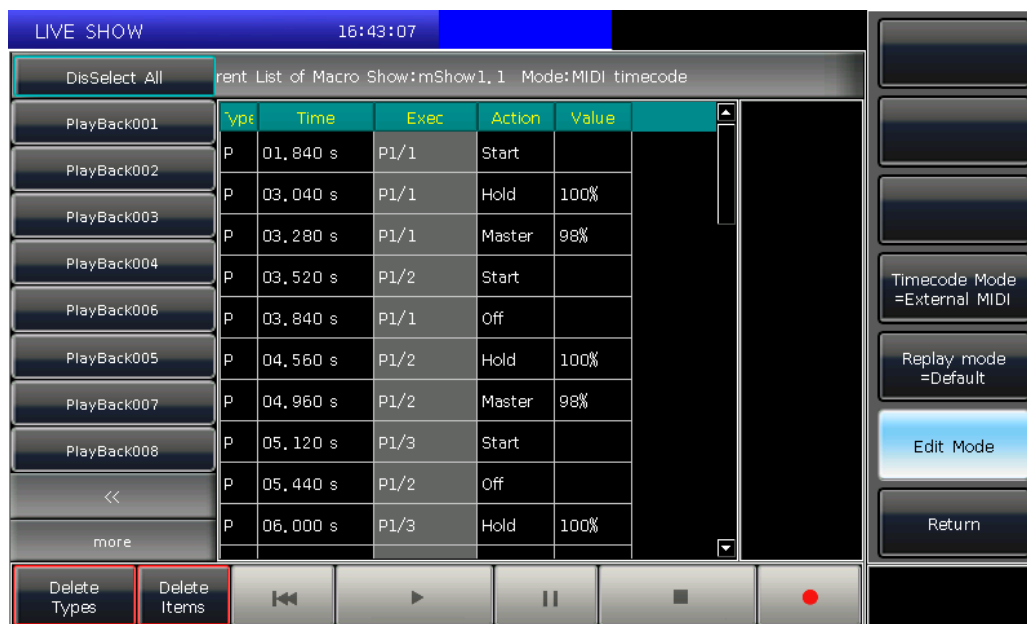 LIVE SHOW 16:43:07
DisSelect All
rent List of Macro Show:mShow1.1 Mode:MIDI timecode
PlayBack001
PlayBack002
PlayBack003
PlayBack004
PlayBack006
PlayBack005
PlayBack007
PlayBack008
<<
more
Type Time Exec Action Value
P 01.840 s P1/1 Start
P 03.040 s P1/1 Hold 100%
P 03.280 s P1/1 Master 98%
P 03.520 s P1/2 Start
P 03.840 s P1/1 Off
P 04.560 s P1/2 Hold 100%
P 04.960 s P1/2 Master 98%
P 05.120 s P1/3 Start
P 05.440 s P1/2 Off
P 06.000 s P1/3 Hold 100%
Timecode Mode
=External MIDI
Replay mode
=Default
Edit Mode
Return
Delete
Types
Delete
Items